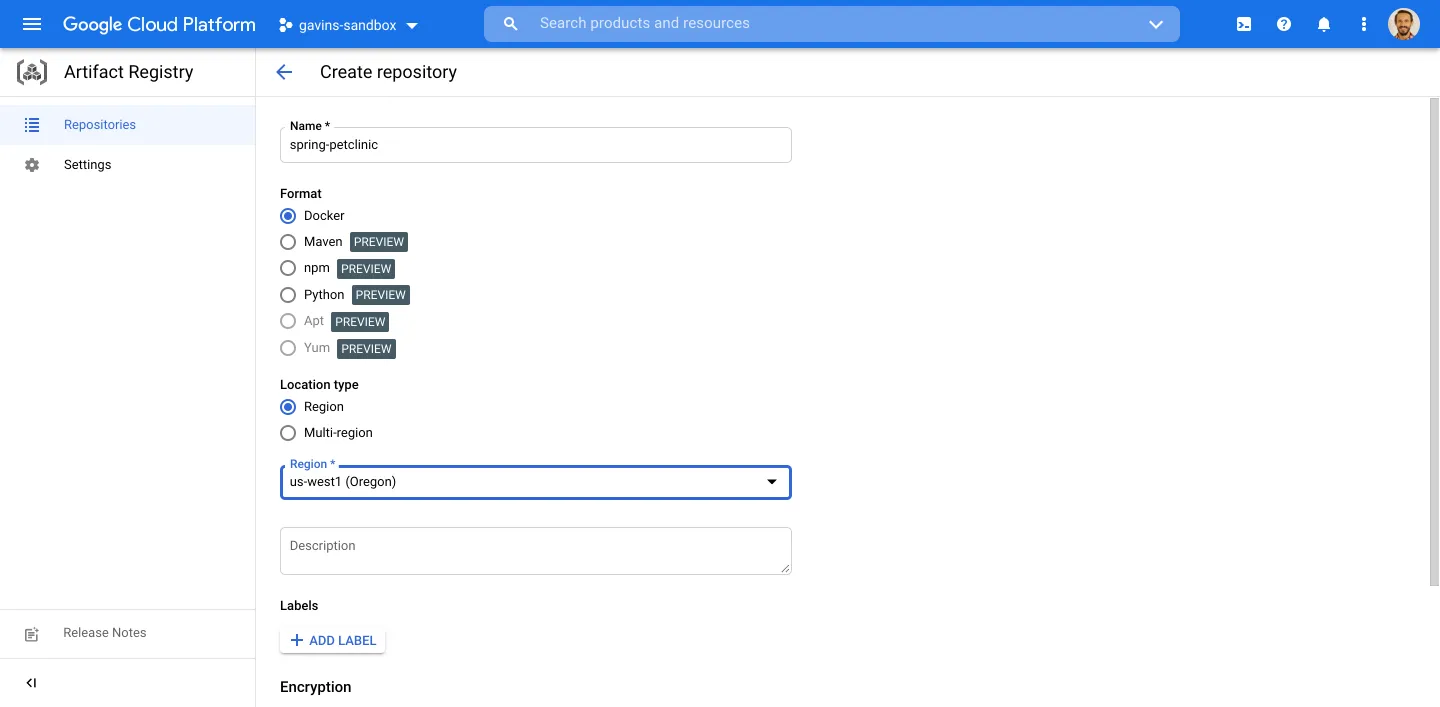 Google Cloud Platform
gavins-sandbox
Search products and resources
Artifact Registry
Create repository
Repositories
Settings
Name *
spring-petclinic
Format
Docker
Maven PREVIEW
npm PREVIEW
Python PREVIEW
Apt PREVIEW
Yum PREVIEW
Location type
Region
Multi-region
Region *
us-west1 (Oregon)
Description
Labels
ADD LABEL
Encryption
Release Notes